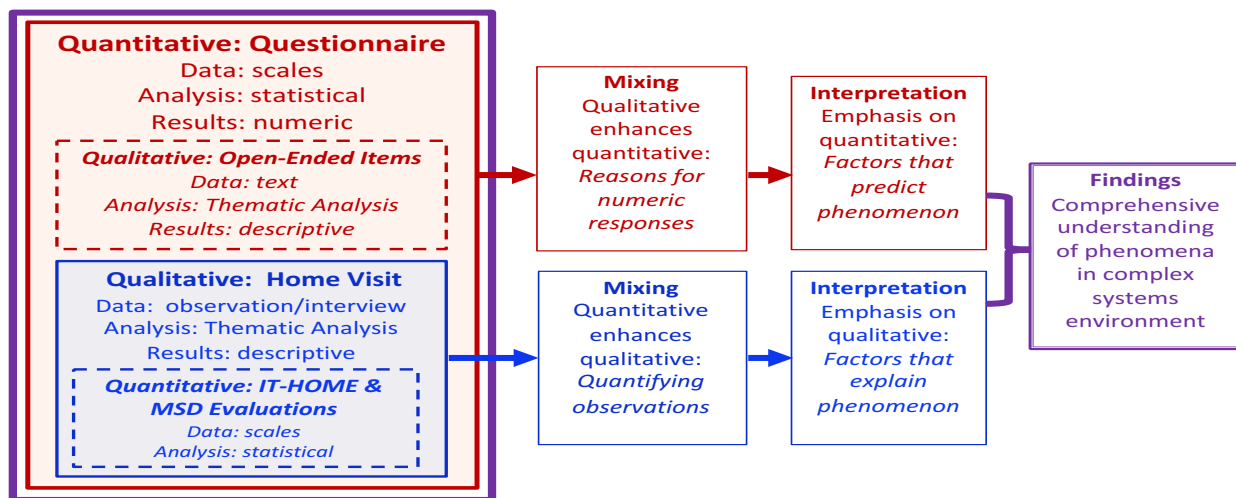 Quantitative: Questionnaire
Data: scales
Analysis: statistical
Results: numeric
Qualitative: Open-Ended Items
Data: text
Analysis: Thematic Analysis
Results: descriptive
Qualitative: Home Visit
Data: observation/interview
Analysis: Thematic Analysis
Results: descriptive
Quantitative: IT-HOME &
MSD Evaluations
Data: scales
Analysis: statistical
Mixing
Qualitative
enhances
quantitative:
Reasons for
numeric
responses
Interpretation
Emphasis on
quantitative:
Factors that
predict
phenomenon
Mixing
Quantitative
enhances
qualitative:
Quantifying
observations
Interpretation
Emphasis on
qualitative:
Factors that
explain
phenomenon
Findings
Comprehensive
understanding
of phenomena
in complex
systems
environment